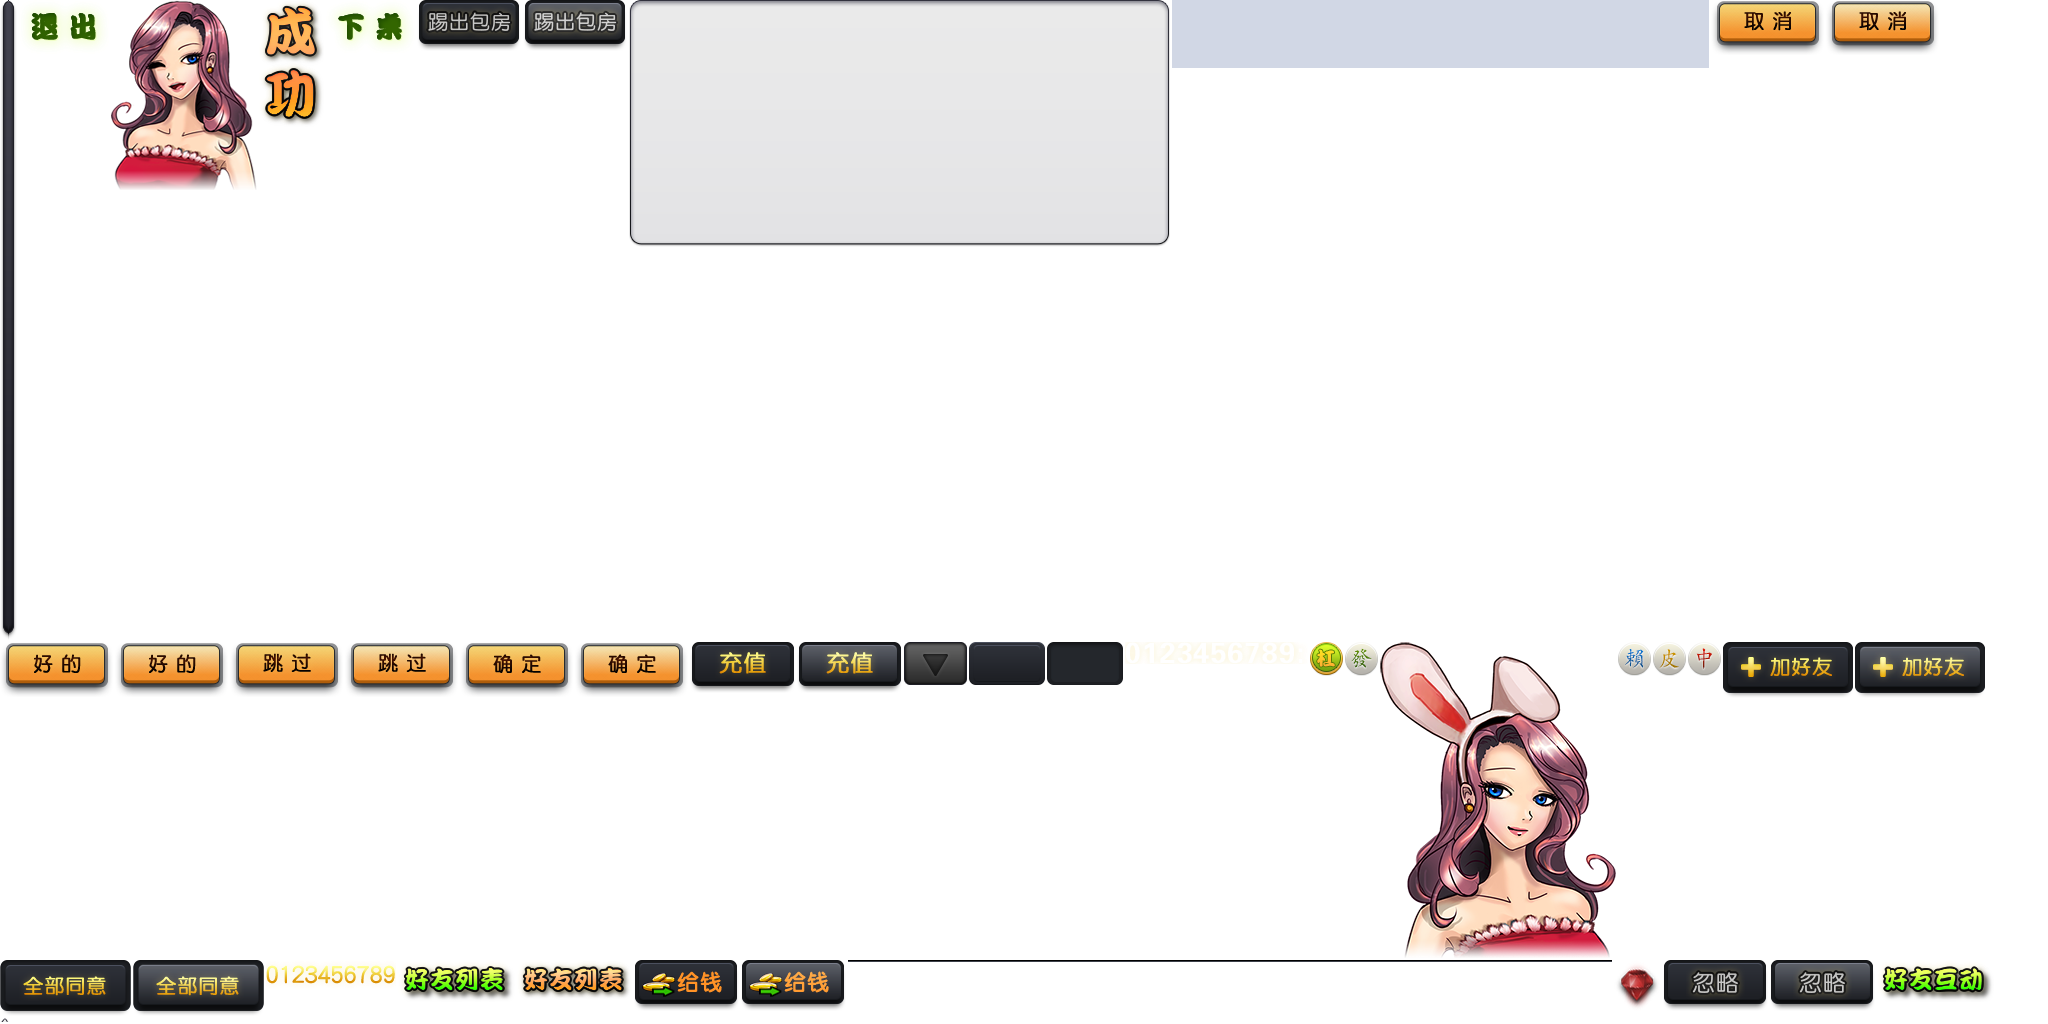 退出
成功
下桌
踢出包房
踢出包房
取消
取消
好的
好的
跳过
跳过
确定
确定
充值
充值
0123456789
杠
發
賴
皮
中
加好友
加好友
全部同意
全部同意
0123456789
好友列表
好友列表
给钱
给钱
忽略
忽略
好友互动